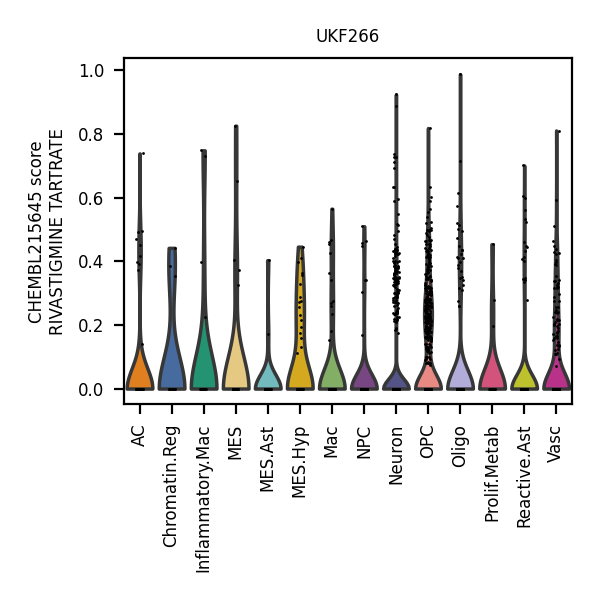 UKF266
CHEMBL215645 score
RIVASTIGMINE TARTRATE
1.0
0.8
0.6
0.4
0.2
0.0
AC
Chromatin.Reg
Inflammatory.Mac
MES
MES.Ast
MES.Hyp
Mac
NPC
Neuron
OPC
Oligo
Prolif.Metab
Reactive.Ast
Vasc